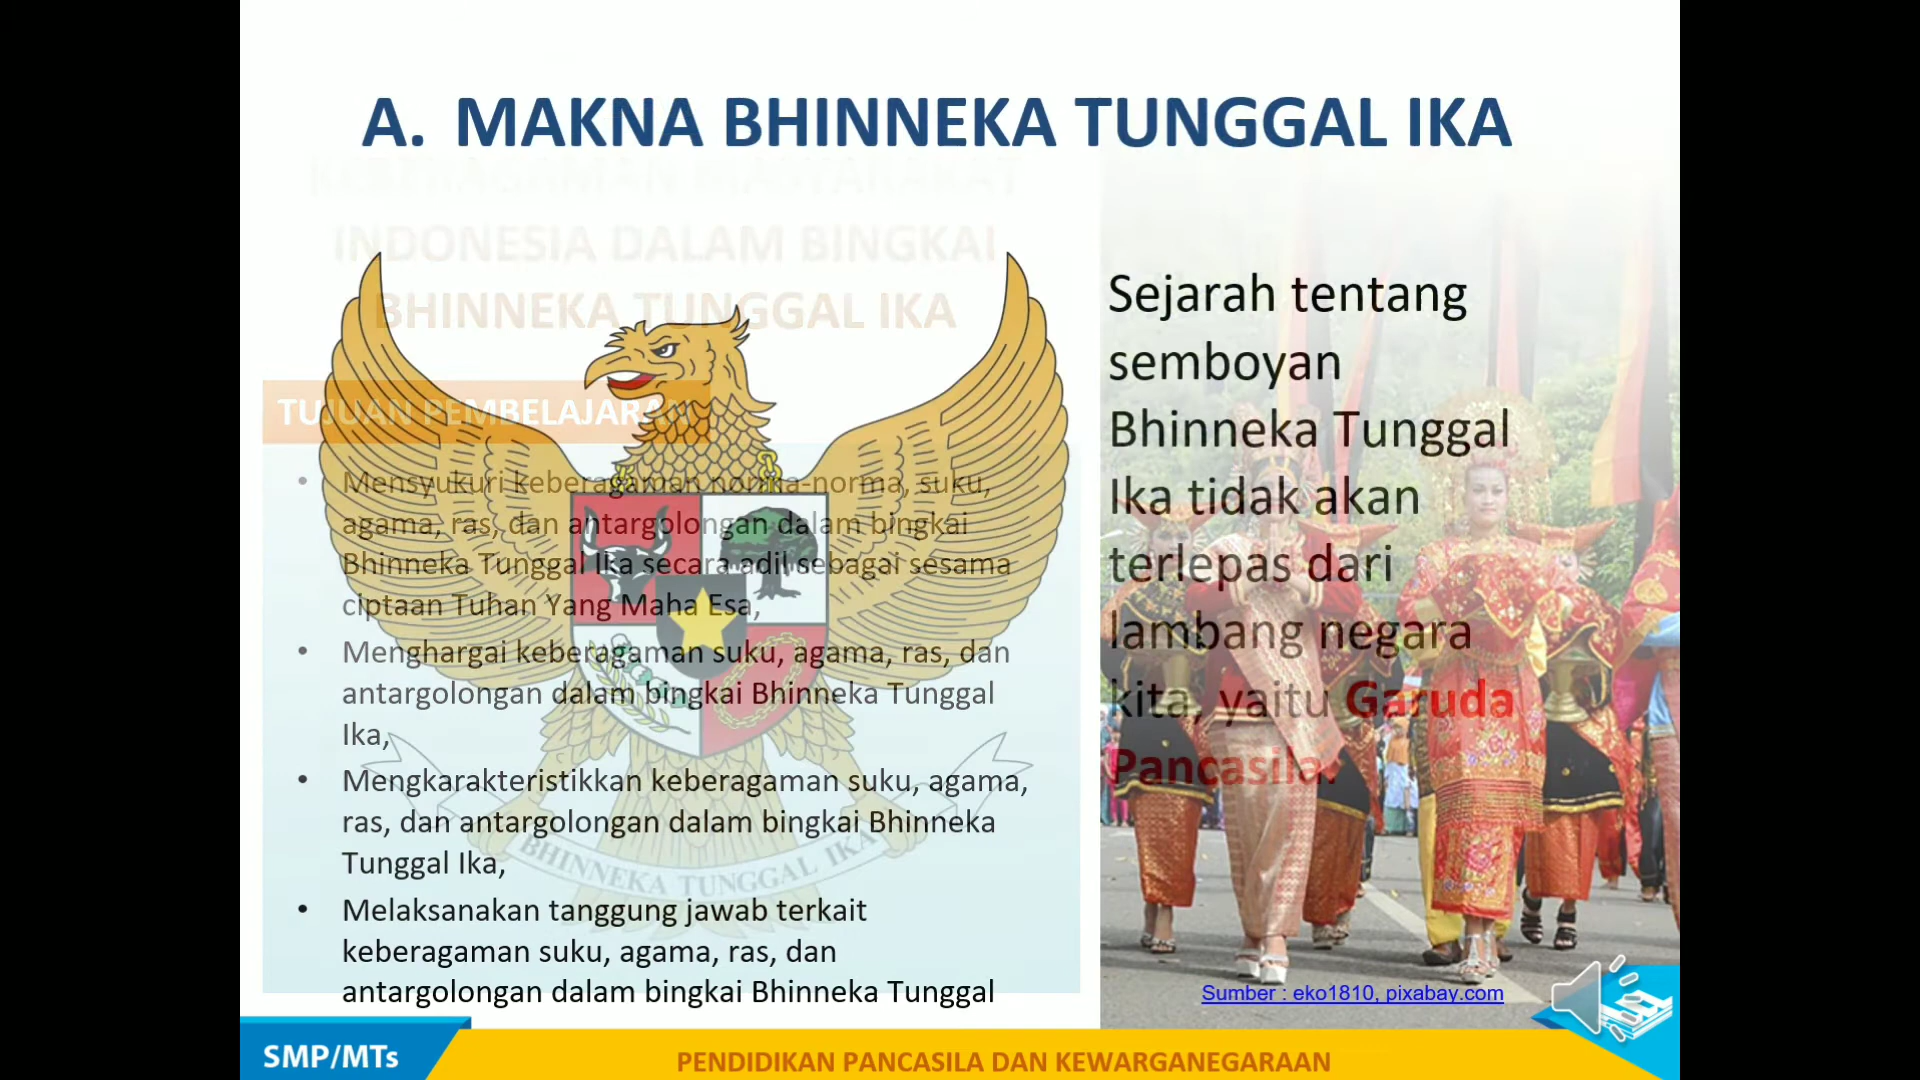 A. MAKNA BHINNEKA TUNGGAL IKA
KEBERAGAMAN MASYARAKAT
INDONESIA DALAM BINGKAI
BHINNEKA TUNGGAL IKA
TUJUAN PEMBELAJARAN
• Mensyukuri keberagaman norma-norma, suku,
agama, ras, dan antargolongan dalam bingkai
Bhinneka Tunggal Ika secara adil sebagai sesama
ciptaan Tuhan Yang Maha Esa,
• Menghargai keberagaman suku, agama, ras, dan
antargolongan dalam bingkai Bhinneka Tunggal
Ika,
• Mengkarakteristikkan keberagaman suku, agama,
ras, dan antargolongan dalam bingkai Bhinneka
Tunggal Ika,
• Melaksanakan tanggung jawab terkait
keberagaman suku, agama, ras, dan
antargolongan dalam bingkai Bhinneka Tunggal
BHINNEKA TUNGGAL IKA
Sejarah tentang
semboyan
Bhinneka Tunggal
Ika tidak akan
terlepas dari
lambang negara
kita, yaitu Garuda
Pancasila.
Sumber : eko1810, pixabay.com
SMP/MTs
PENDIDIKAN PANCASILA DAN KEWARGANEGARAAN